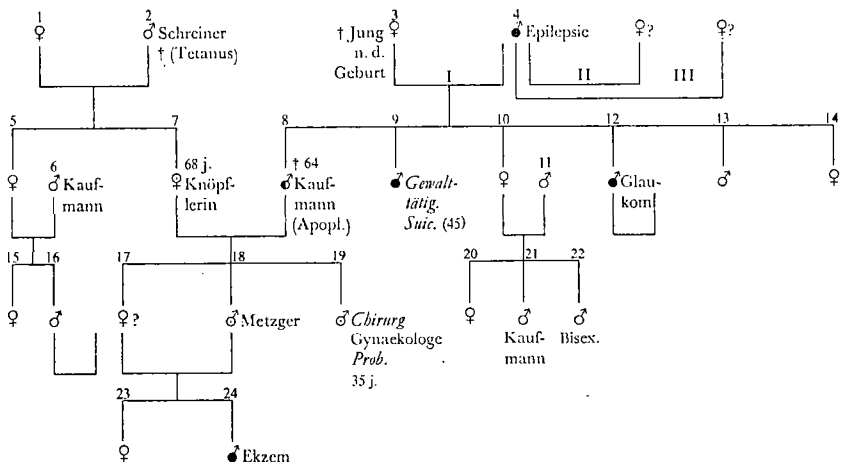 1 2 3 4
♀ ♂ Schreiner † Jung ♀ ♂ Epilepsie ♀? ♀?
† (Tetanus) n. d.
Geburt I II III
5 7 8 9 10 12 13 14
6 68 j. † 64 11
♀ ♂ Kauf- ♀ Knöpf- ♂ Kauf- ♂ Gewalt- ♀ ♂ ♂ Glau- ♂ ♀
mann lerin mann tätig. kom
(Apopl.) Suic. (45)
15 16 17 18 19 20 21 22
♀ ♂ ♀? ♂ Metzger ♂ Chirurg ♀ ♂ ♂
Gynaekologe Kauf- Bisex.
Prob. mann
35 j.
23 24
♀ ♂ Ekzem